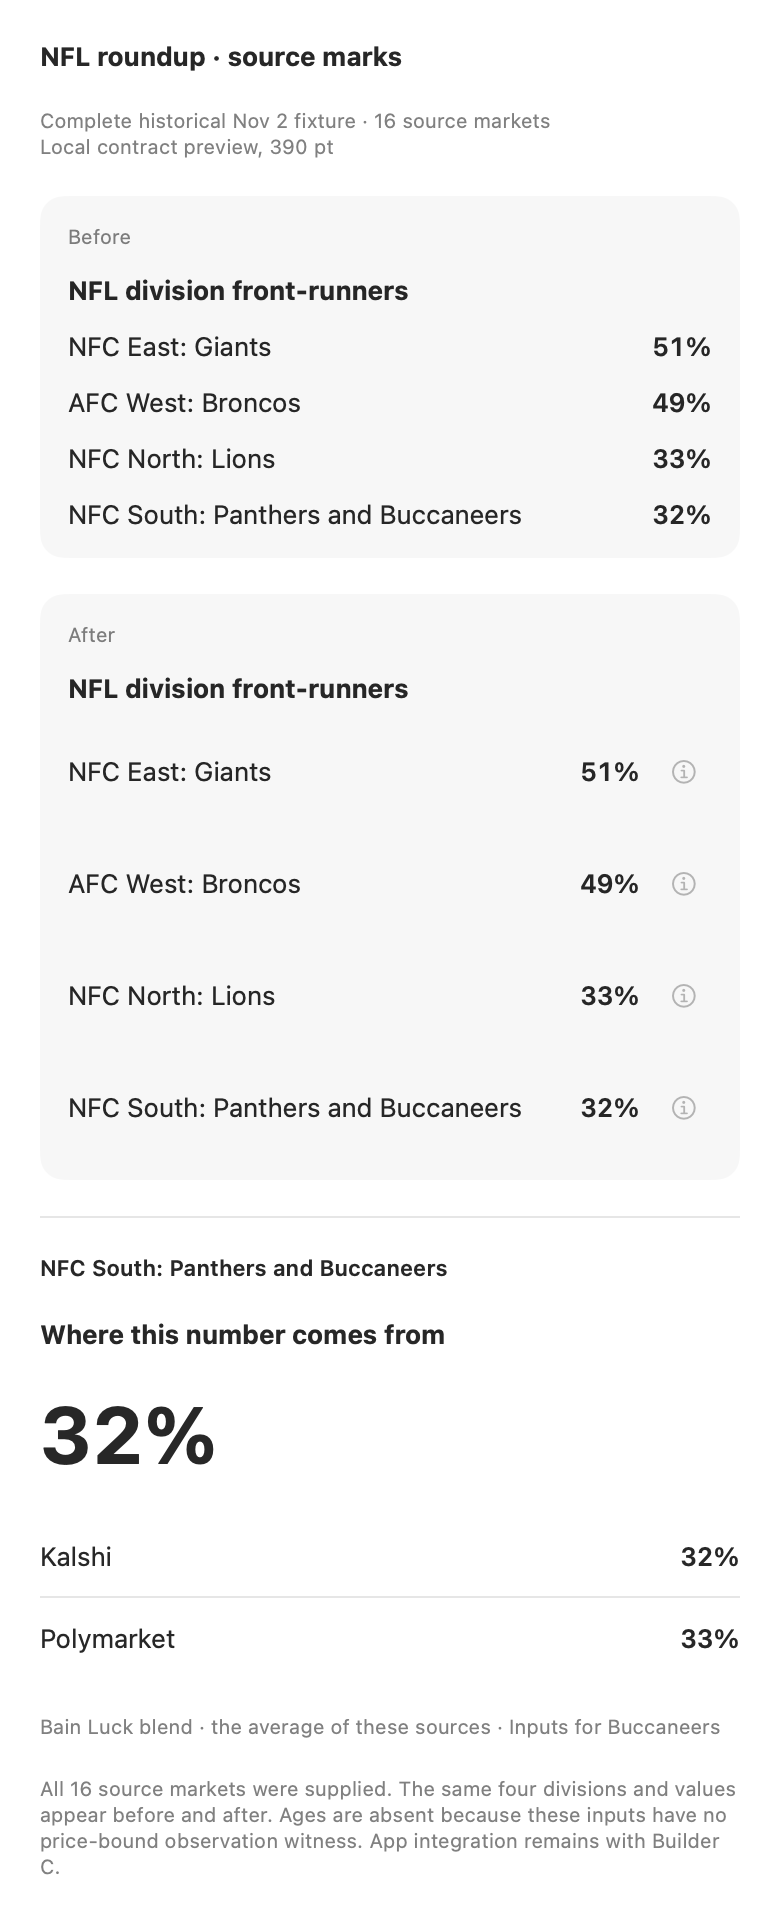 NFL roundup · source marks
Complete historical Nov 2 fixture · 16 source markets
Local contract preview, 390 pt
Before
NFL division front-runners
NFC East: Giants 51%
AFC West: Broncos 49%
NFC North: Lions 33%
NFC South: Panthers and Buccaneers 32%
After
NFL division front-runners
NFC East: Giants 51%
AFC West: Broncos 49%
NFC North: Lions 33%
NFC South: Panthers and Buccaneers 32%
NFC South: Panthers and Buccaneers
Where this number comes from
32%
Kalshi 32%
Polymarket 33%
Bain Luck blend · the average of these sources · Inputs for Buccaneers
All 16 source markets were supplied. The same four divisions and values
appear before and after. Ages are absent because these inputs have no
price-bound observation witness. App integration remains with Builder
C.